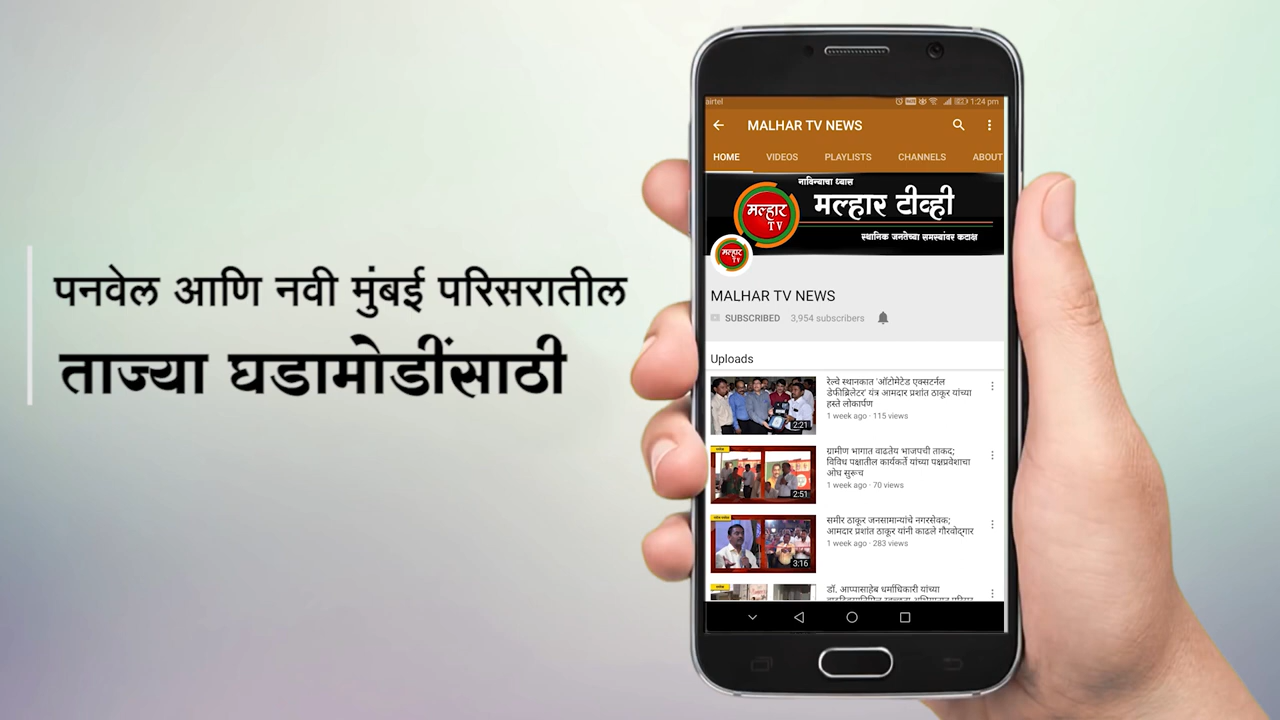 पनवेल आणि नवी मुंबई परिसरातील
ताज्या घडामोडींसाठी
airtel
1:24 pm
MALHAR TV NEWS
HOME VIDEOS PLAYLISTS CHANNELS ABOUT
नाविन्याचा ध्यास
मल्हार टीव्ही
मल्हार
TV
स्थानिक जनतेच्या समस्यांवर कटाक्ष
मल्हार
TV
MALHAR TV NEWS
SUBSCRIBED 3,954 subscribers
Uploads
रेल्वे स्थानकात 'ऑटोमेटेड एक्सटर्नल
डेफीब्रिलेटर' यंत्र आमदार प्रशांत ठाकूर यांच्या
हस्ते लोकार्पण
1 week ago · 115 views
2:21
ग्रामीण भागात वाढतेय भाजपची ताकद;
विविध पक्षातील कार्यकर्ते यांच्या पक्षप्रवेशाचा
ओघ सुरूच
1 week ago · 70 views
2:51
समीर ठाकूर जनसामान्यांचे नगरसेवक;
आमदार प्रशांत ठाकूर यांनी काढले गौरवोद्गार
1 week ago · 283 views
3:16
डॉ. आप्पासाहेब धर्माधिकारी यांच्या